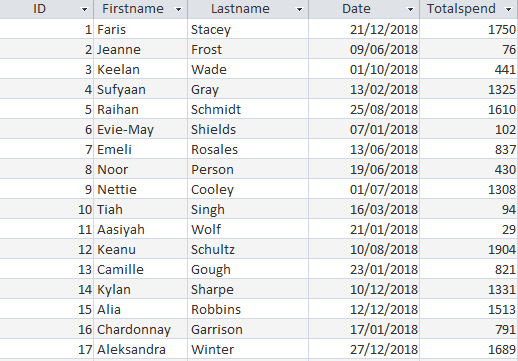 ID Firstname Lastname Date Totalspend
1 Faris Stacey 21/12/2018 1750
2 Jeanne Frost 09/06/2018 76
3 Keelan Wade 01/10/2018 441
4 Sufyaan Gray 13/02/2018 1325
5 Raihan Schmidt 25/08/2018 1610
6 Evie-May Shields 07/01/2018 102
7 Emeli Rosales 13/06/2018 837
8 Noor Person 19/06/2018 430
9 Nettie Cooley 01/07/2018 1308
10 Tiah Singh 16/03/2018 94
11 Aasiyah Wolf 21/01/2018 29
12 Keanu Schultz 10/08/2018 1904
13 Camille Gough 23/01/2018 821
14 Kylan Sharpe 10/12/2018 1331
15 Alia Robbins 12/12/2018 1513
16 Chardonnay Garrison 17/01/2018 791
17 Aleksandra Winter 27/12/2018 1689